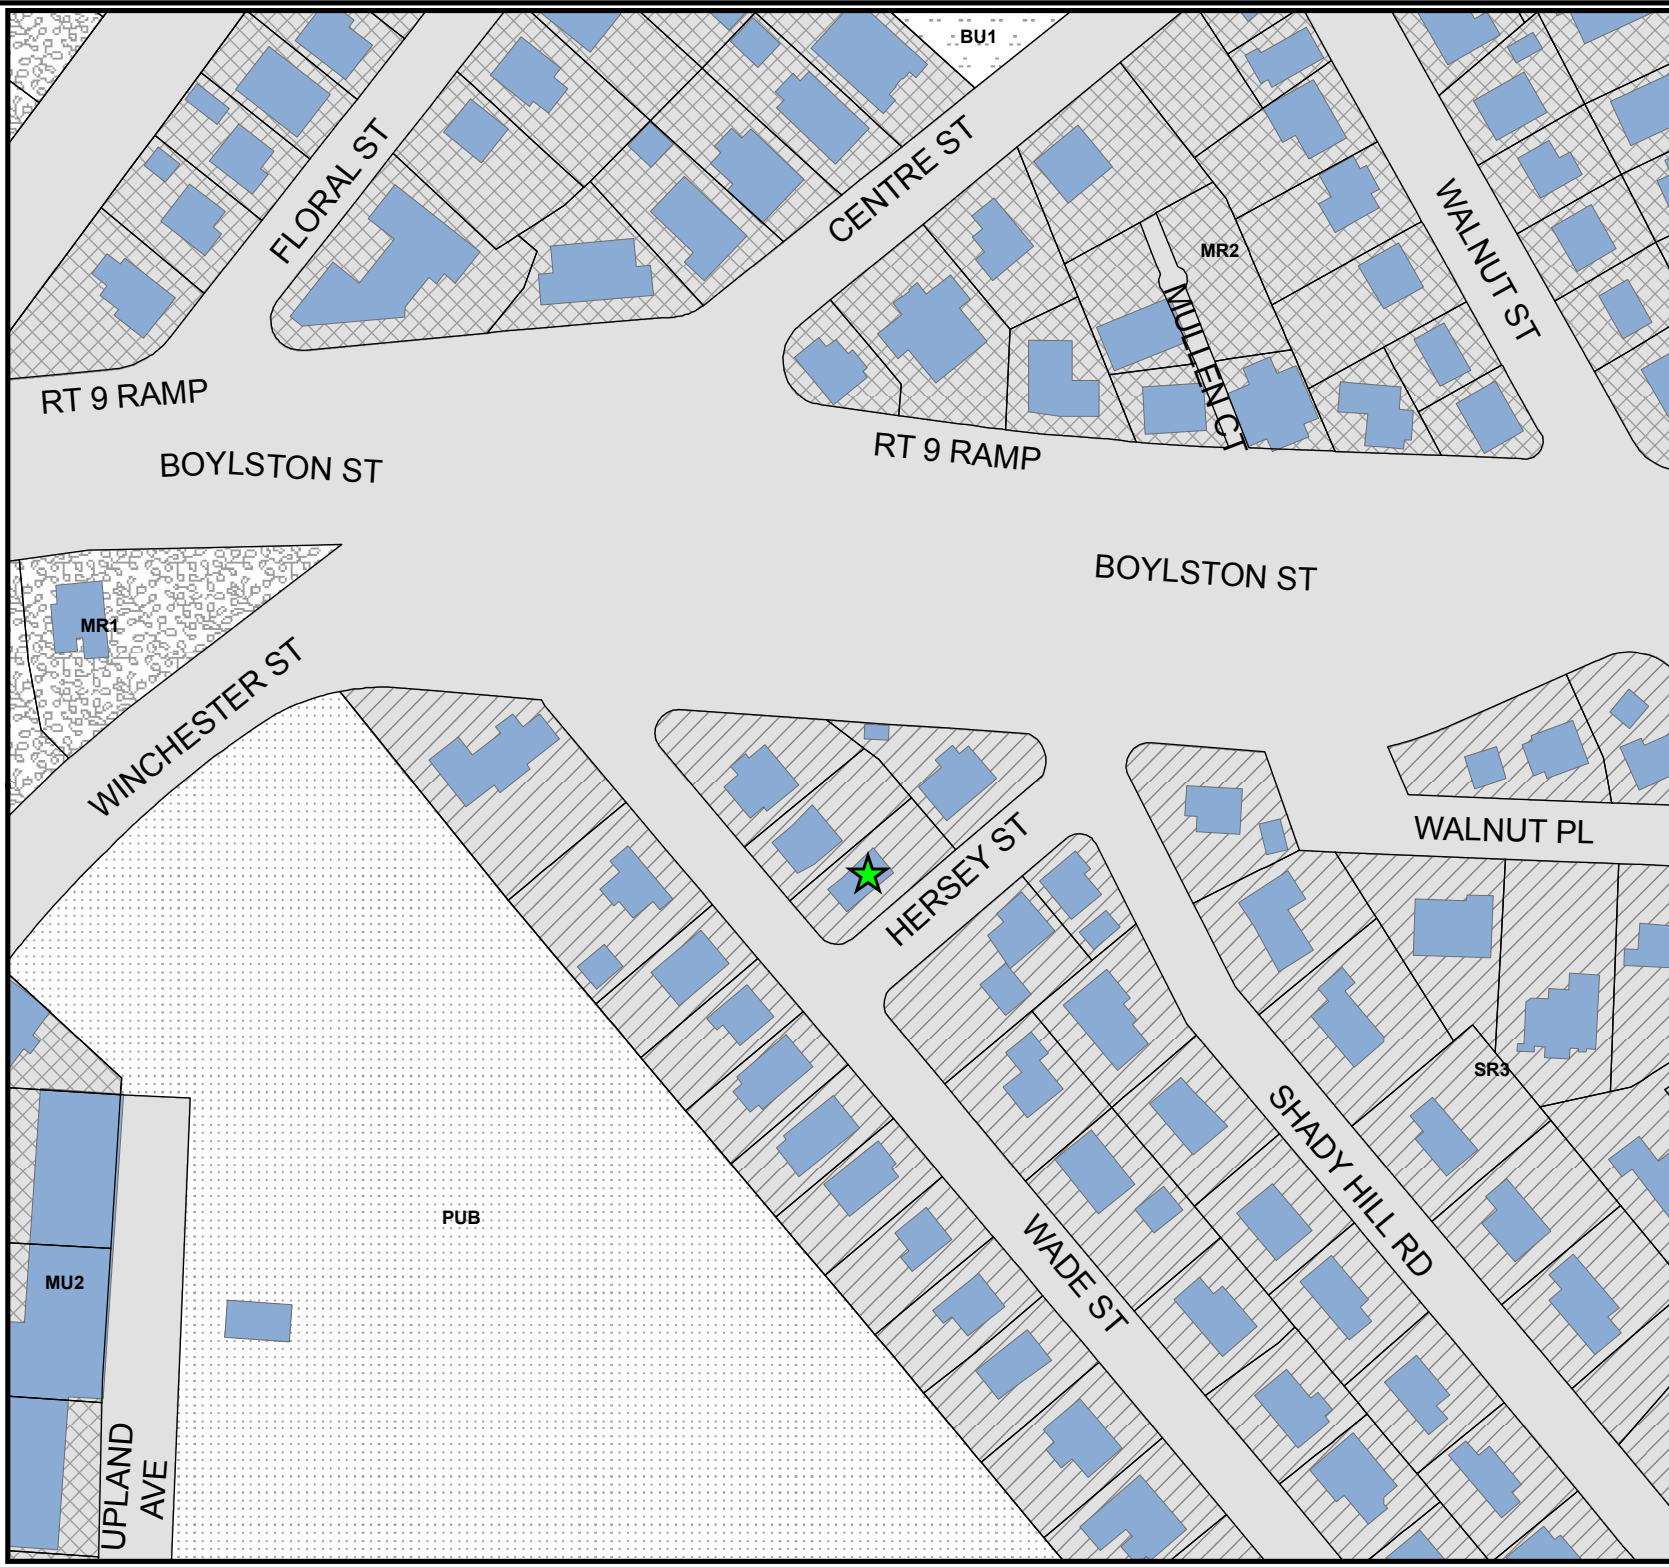 BU1
FLORAL ST
CENTRE ST
WALNUT ST
MR2
MULLEN CT
RT 9 RAMP
RT 9 RAMP
BOYLSTON ST
BOYLSTON ST
MR1
WINCHESTER ST
WALNUT PL
HERSEY ST
SR3
SHADY HILL RD
PUB
WADE ST
MU2
UPLAND
AVE